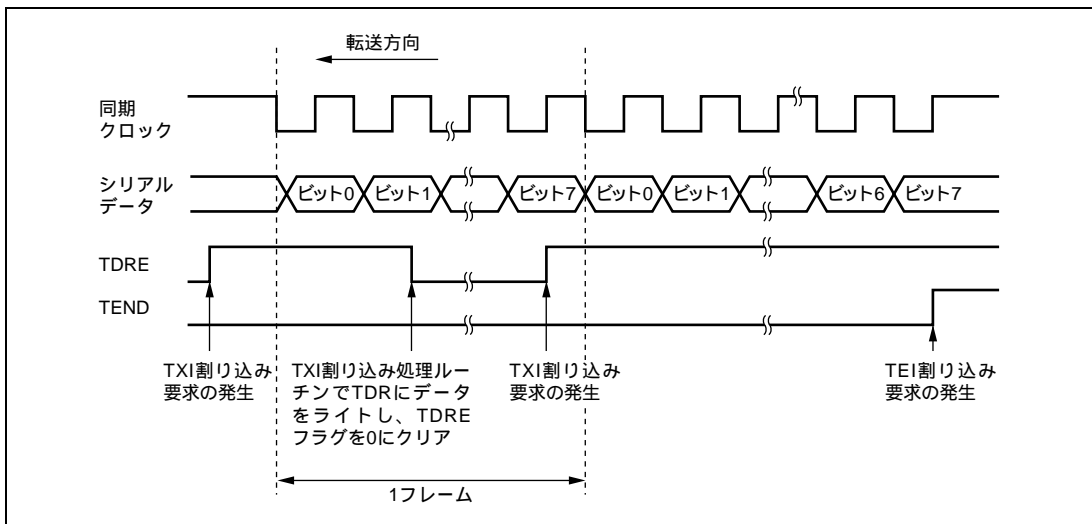 転送方向
同期
クロック
シリアル
データ
ビット0 ビット1 ビット7 ビット0 ビット1 ビット6 ビット7
TDRE
TEND
TXI割り込み
要求の発生
TXI割り込み処理ルー
チンでTDRにデータ
をライトし、TDRE
フラグを0にクリア
TXI割り込み
要求の発生
TEI割り込み
要求の発生
1フレーム